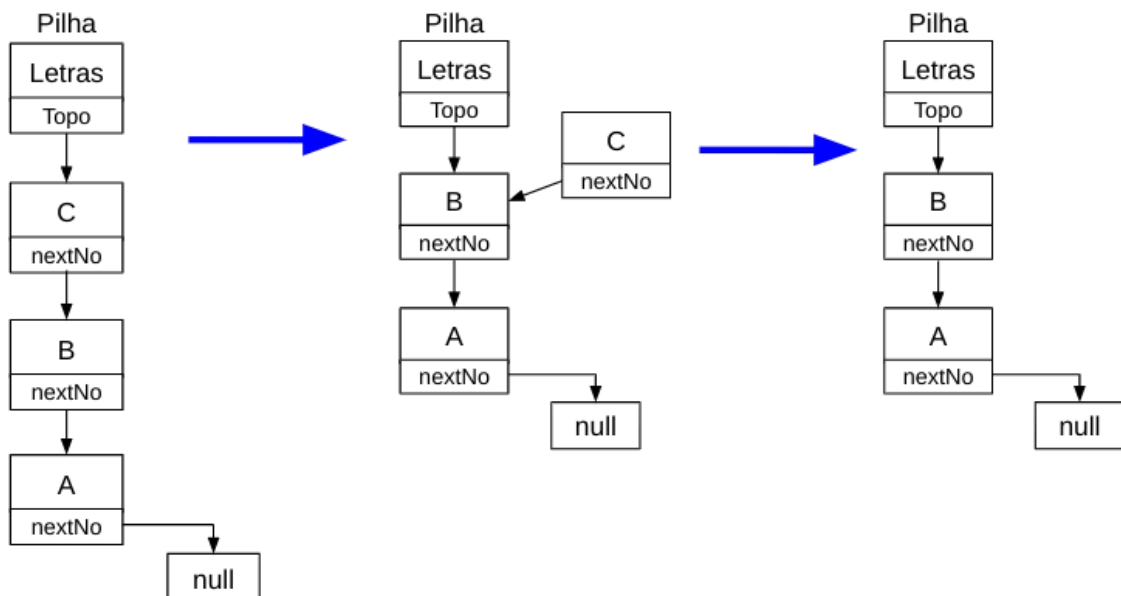 Pilha
Letras
Topo
C
nextNo
B
nextNo
A
nextNo
null
Pilha
Letras
Topo
C
nextNo
B
nextNo
A
nextNo
null
Pilha
Letras
Topo
B
nextNo
A
nextNo
null